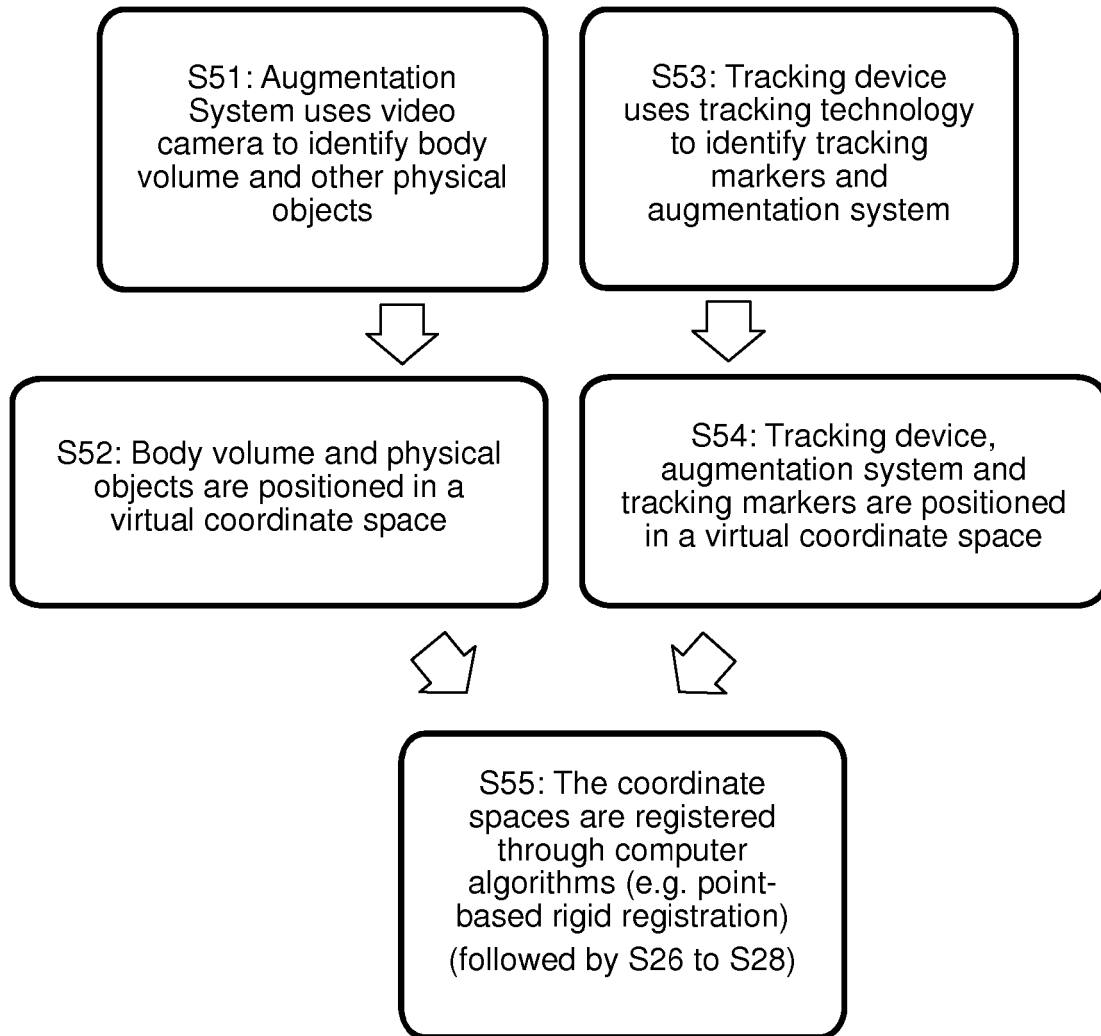 S51: Augmentation
System uses video
camera to identify body
volume and other physical
objects
S53: Tracking device
uses tracking technology
to identify tracking
markers and
augmentation system
S52: Body volume and physical
objects are positioned in a
virtual coordinate space
S54: Tracking device,
augmentation system and
tracking markers are positioned
in a virtual coordinate space
S55: The coordinate
spaces are registered
through computer
algorithms (e.g. point-
based rigid registration)
(followed by S26 to S28)